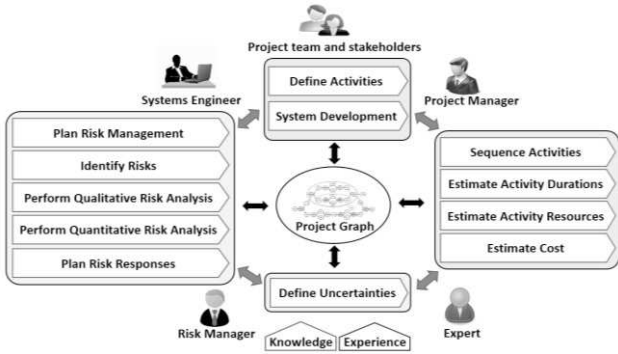 Project team and stakeholders
Systems Engineer
Define Activities
System Development
Project Manager
Plan Risk Management
Identify Risks
Perform Qualitative Risk Analysis
Perform Quantitative Risk Analysis
Plan Risk Responses
Project Graph
Sequence Activities
Estimate Activity Durations
Estimate Activity Resources
Estimate Cost
Define Uncertainties
Risk Manager
Knowledge
Experience
Expert